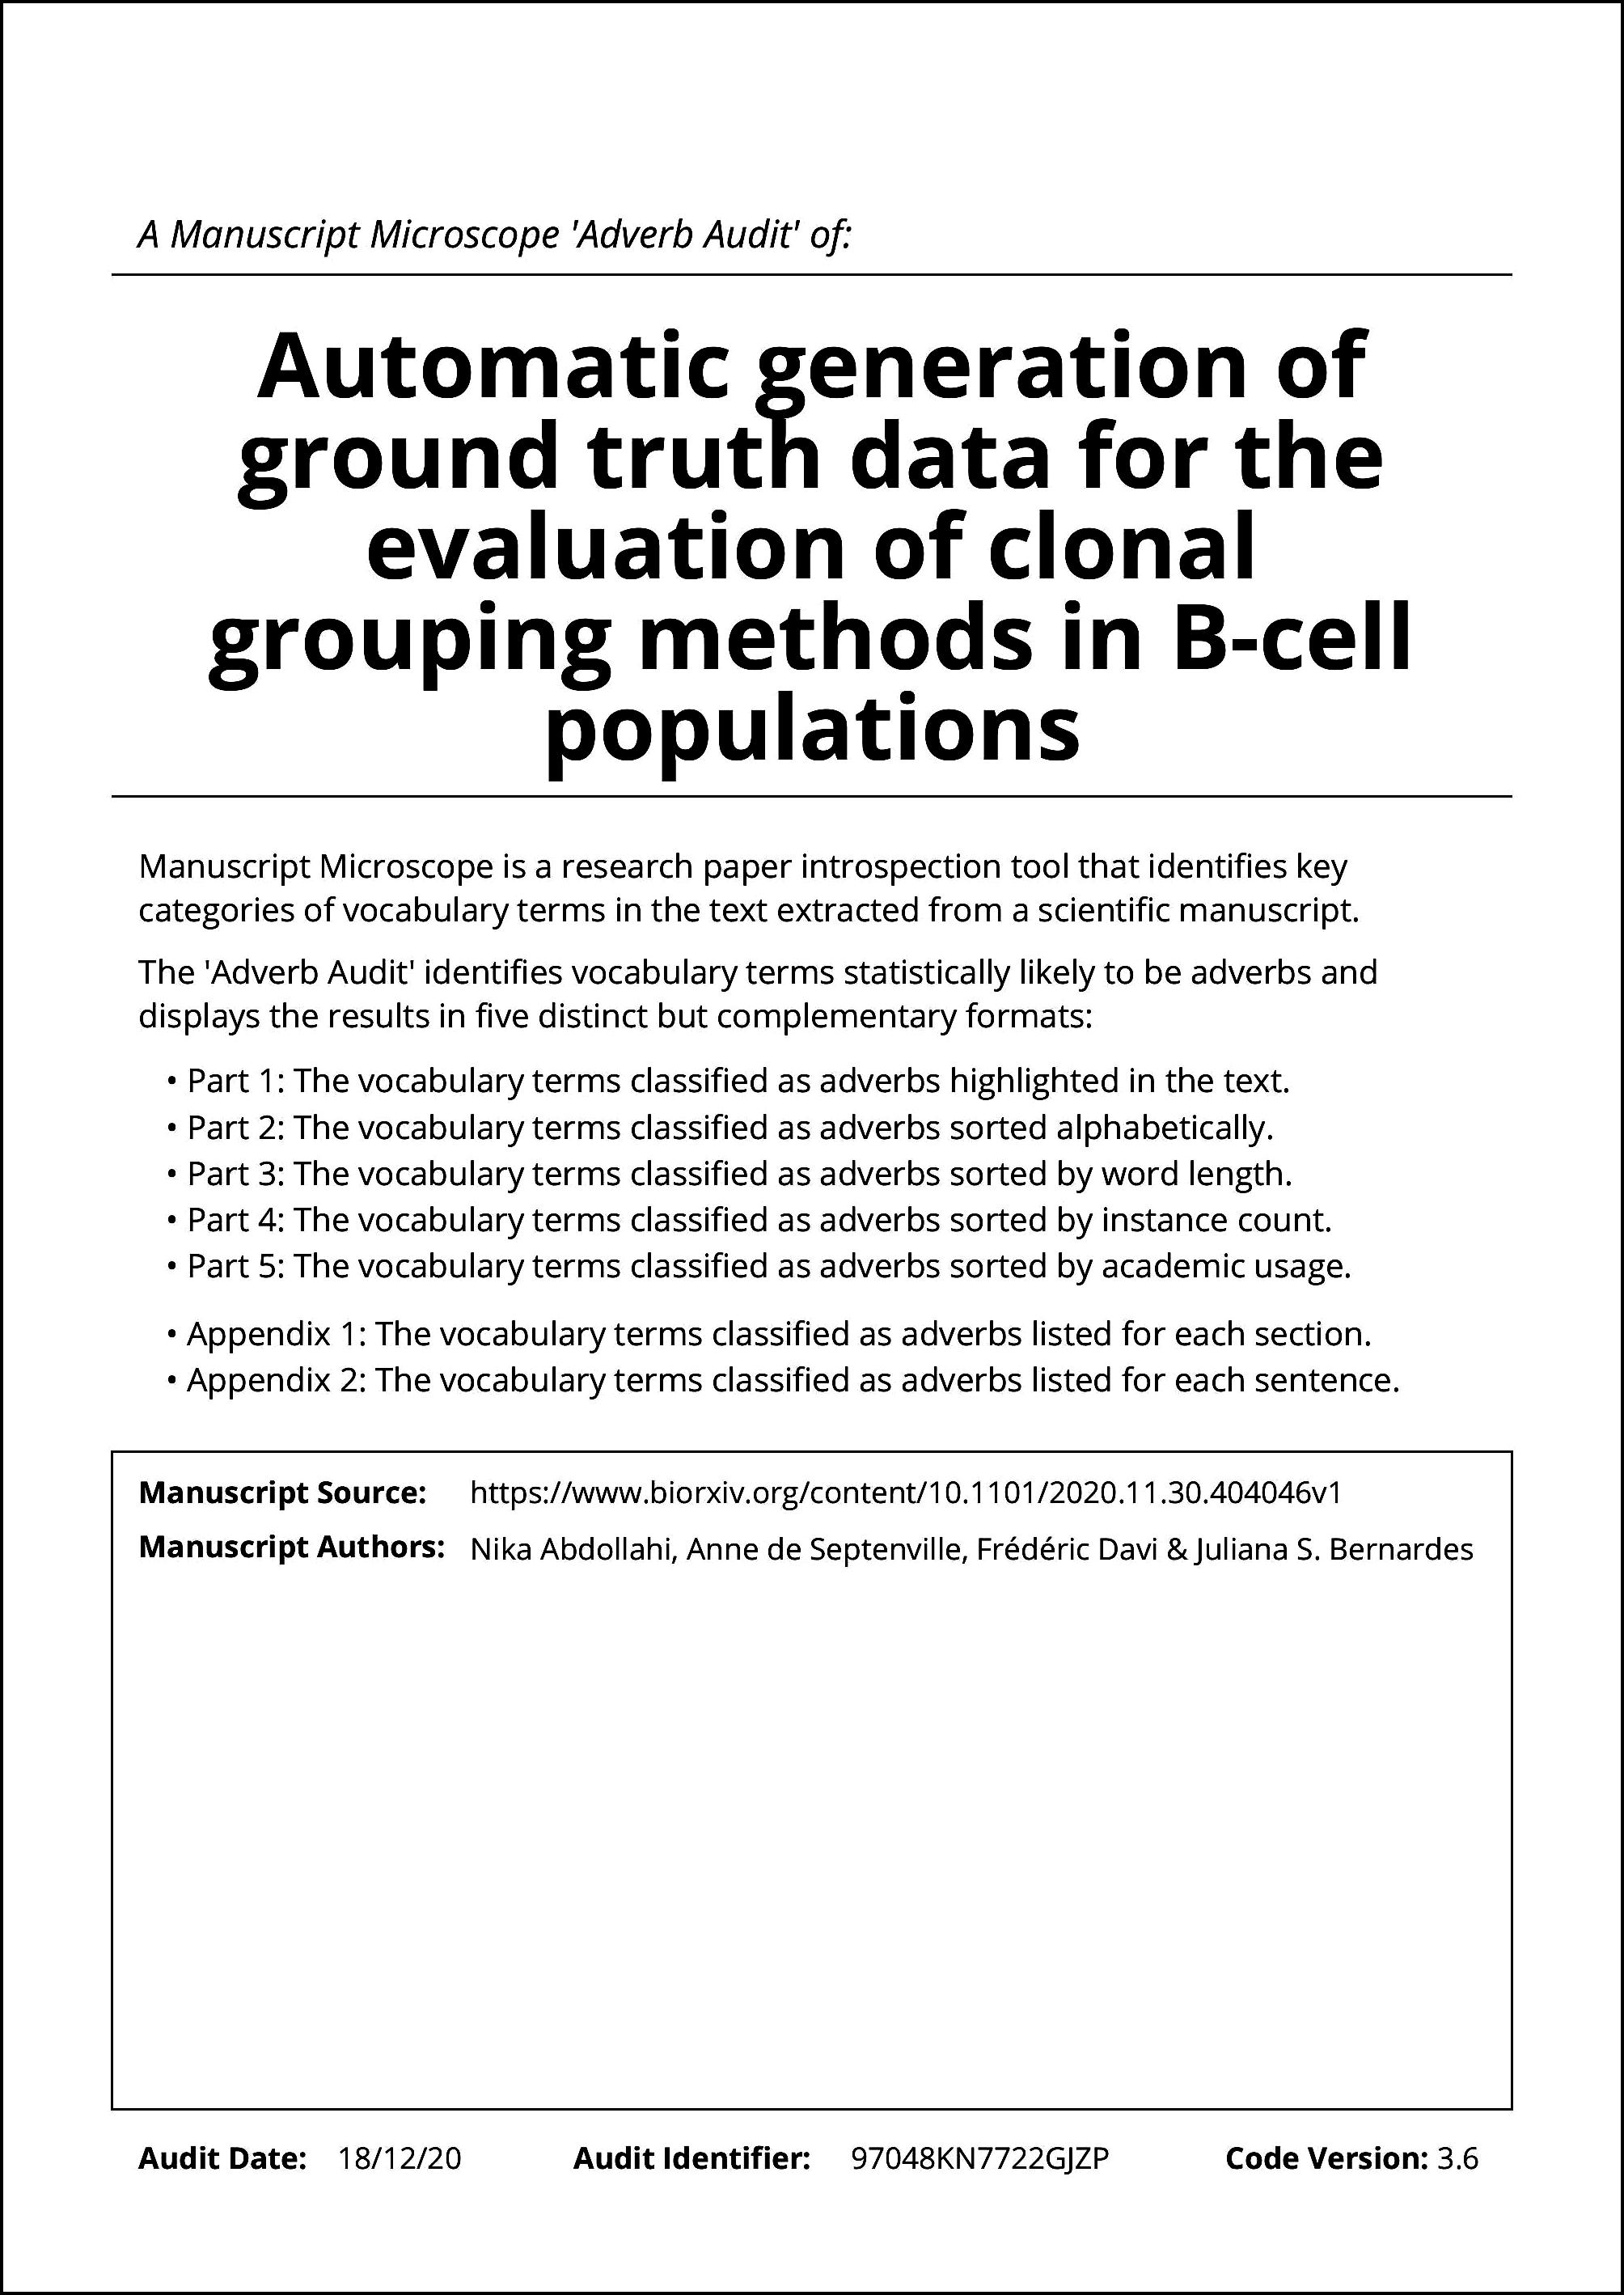 A Manuscript Microscope 'Adverb Audit' of:
Automatic generation of
ground truth data for the
evaluation of clonal
grouping methods in B-cell
populations
Manuscript Microscope is a research paper introspection tool that identifies key
categories of vocabulary terms in the text extracted from a scientific manuscript.
The 'Adverb Audit' identifies vocabulary terms statistically likely to be adverbs and
displays the results in five distinct but complementary formats:
• Part 1: The vocabulary terms classified as adverbs highlighted in the text.
• Part 2: The vocabulary terms classified as adverbs sorted alphabetically.
• Part 3: The vocabulary terms classified as adverbs sorted by word length.
• Part 4: The vocabulary terms classified as adverbs sorted by instance count.
• Part 5: The vocabulary terms classified as adverbs sorted by academic usage.
• Appendix 1: The vocabulary terms classified as adverbs listed for each section.
• Appendix 2: The vocabulary terms classified as adverbs listed for each sentence.
Manuscript Source: https://www.biorxiv.org/content/10.1101/2020.11.30.404046v1
Manuscript Authors: Nika Abdollahi, Anne de Septenville, Frédéric Davi & Juliana S. Bernardes
Audit Date: 18/12/20 Audit Identifier: 97048KN7722GJZP Code Version: 3.6